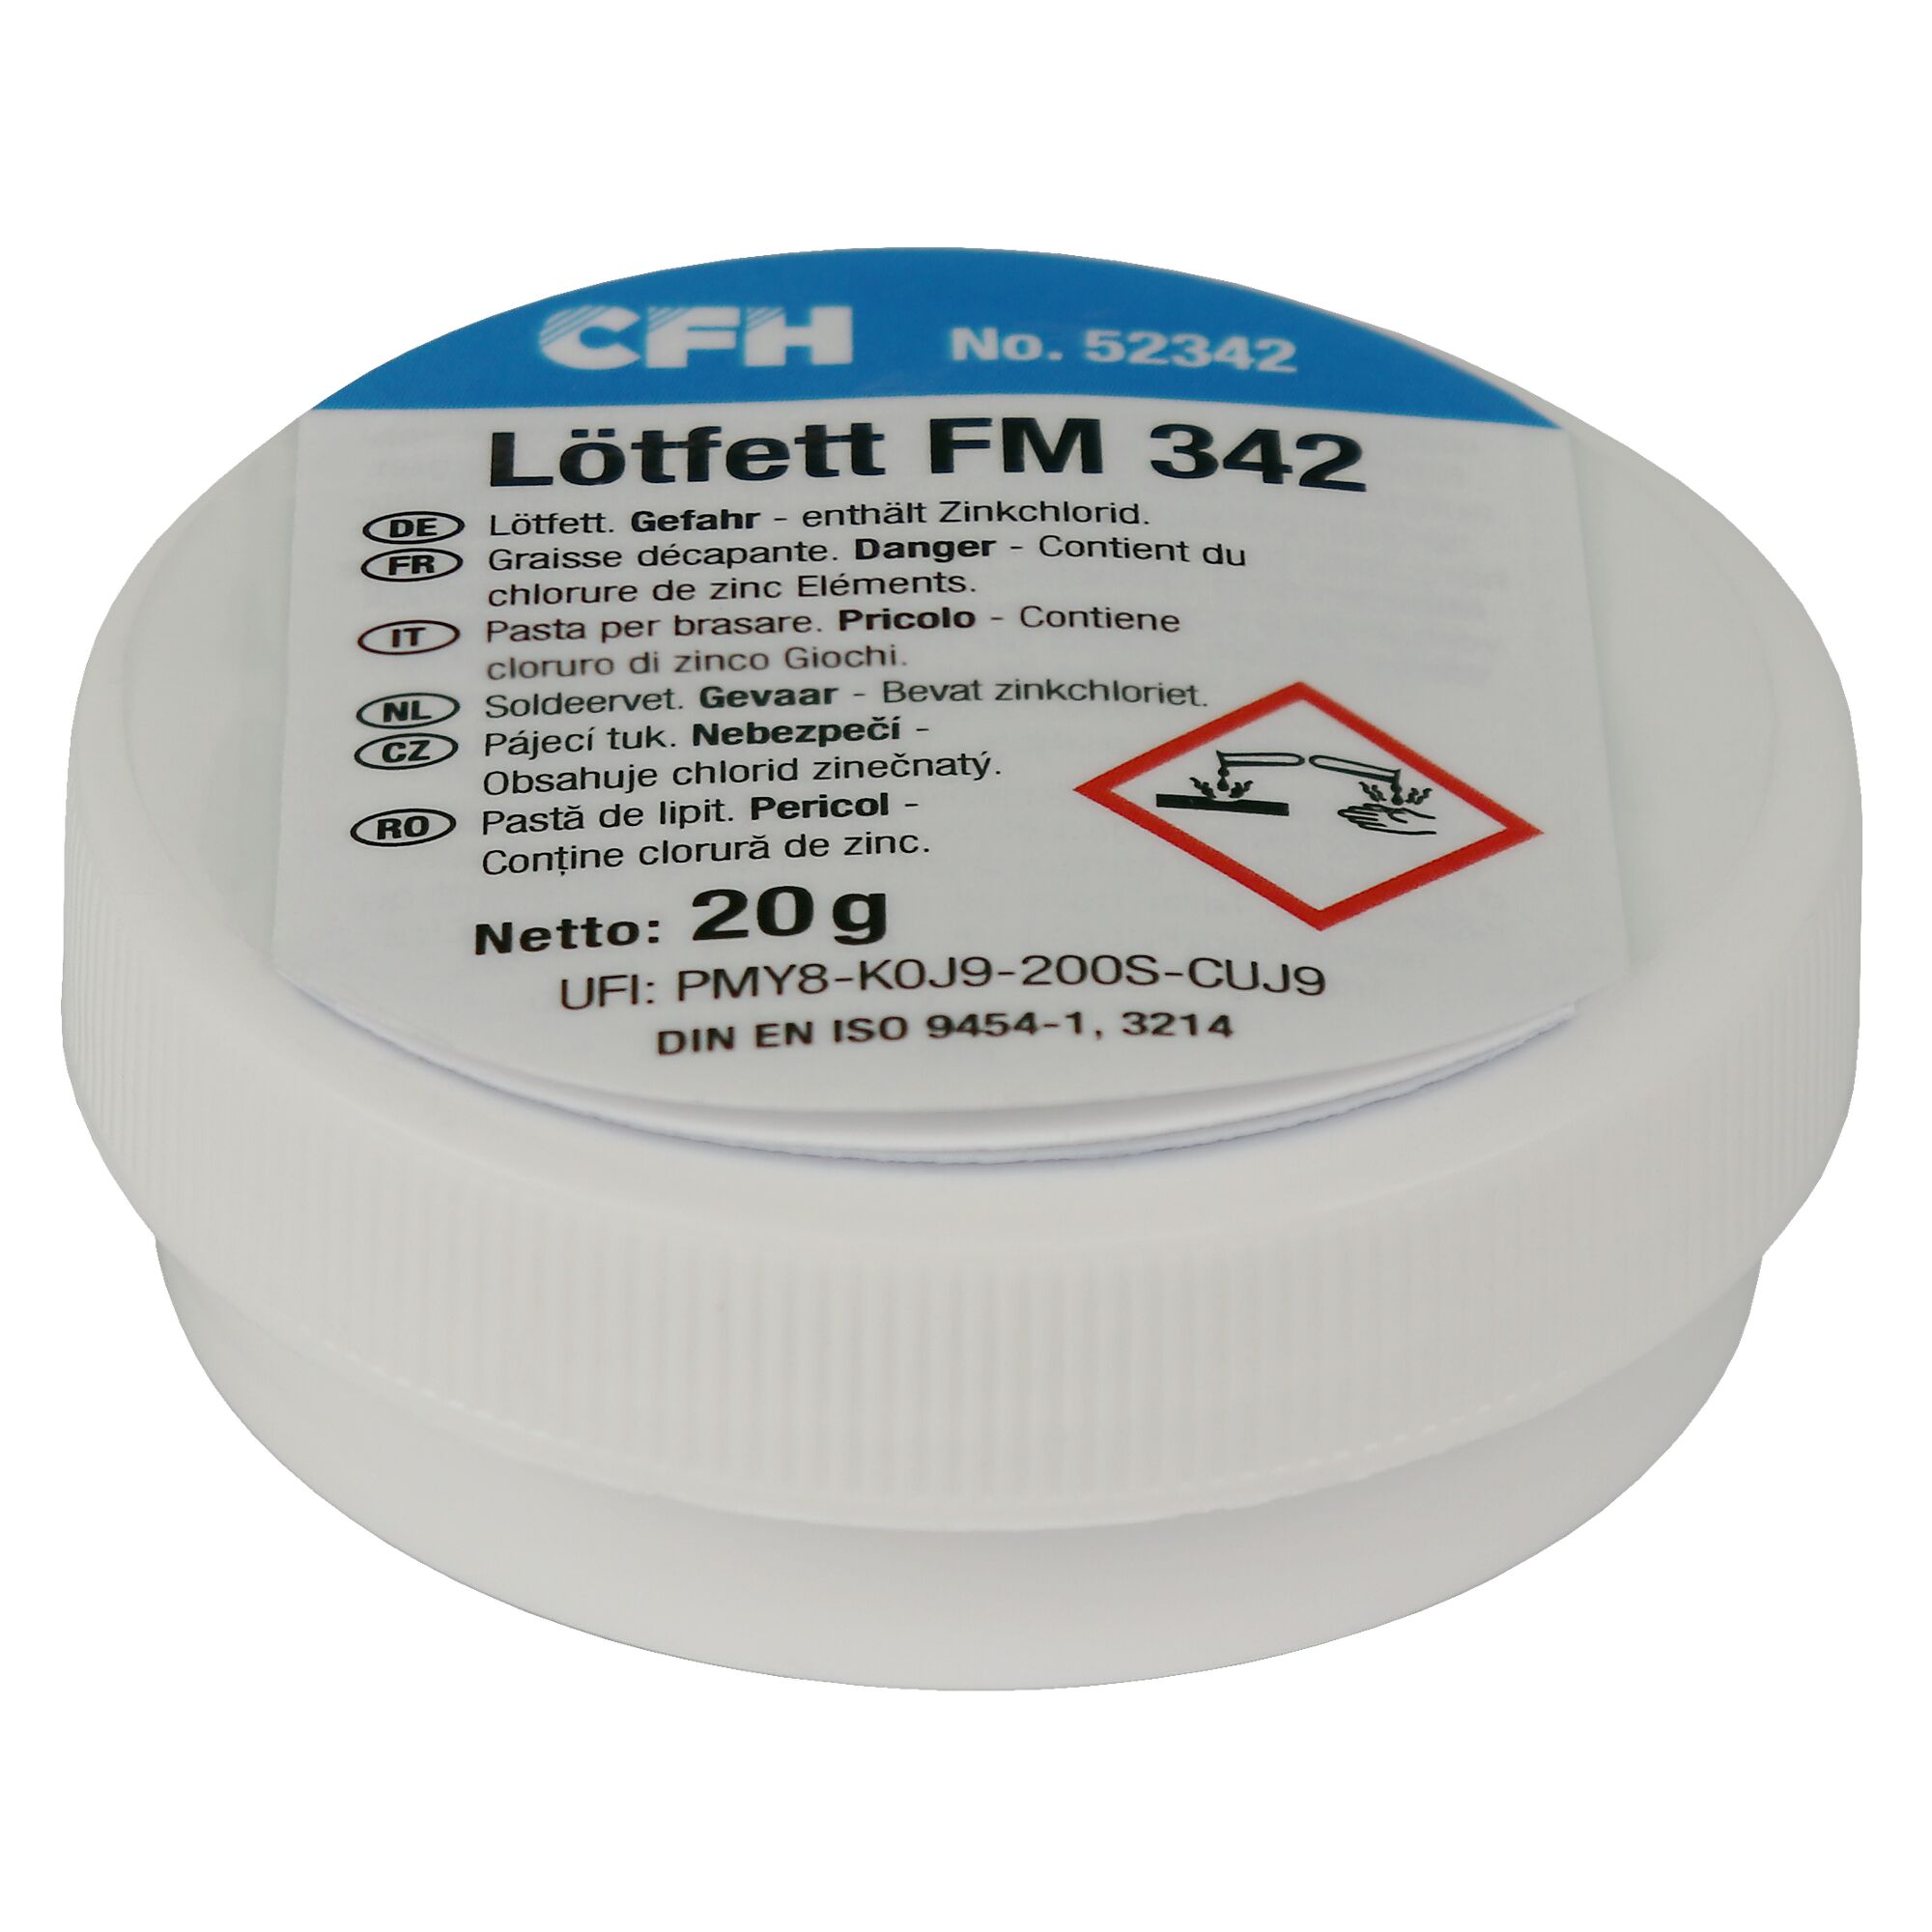 CFH No. 52342
Lötfett FM 342
DE Lötfett. Gefahr - enthält Zinkchlorid.
FR Graisse décapante. Danger - Contient du
chlorure de zinc Eléments.
IT Pasta per brasare. Pricolo - Contiene
cloruro di zinco Giochi.
NL Soldeervet. Gevaar - Bevat zinkchloriet.
CZ Pájecí tuk. Nebezpečí -
Obsahuje chlorid zinečnatý.
RO Pastă de lipit. Pericol -
Conține clorură de zinc.
Netto: 20 g
UFI: PMY8-K0J9-200S-CUJ9
DIN EN ISO 9454-1, 3214